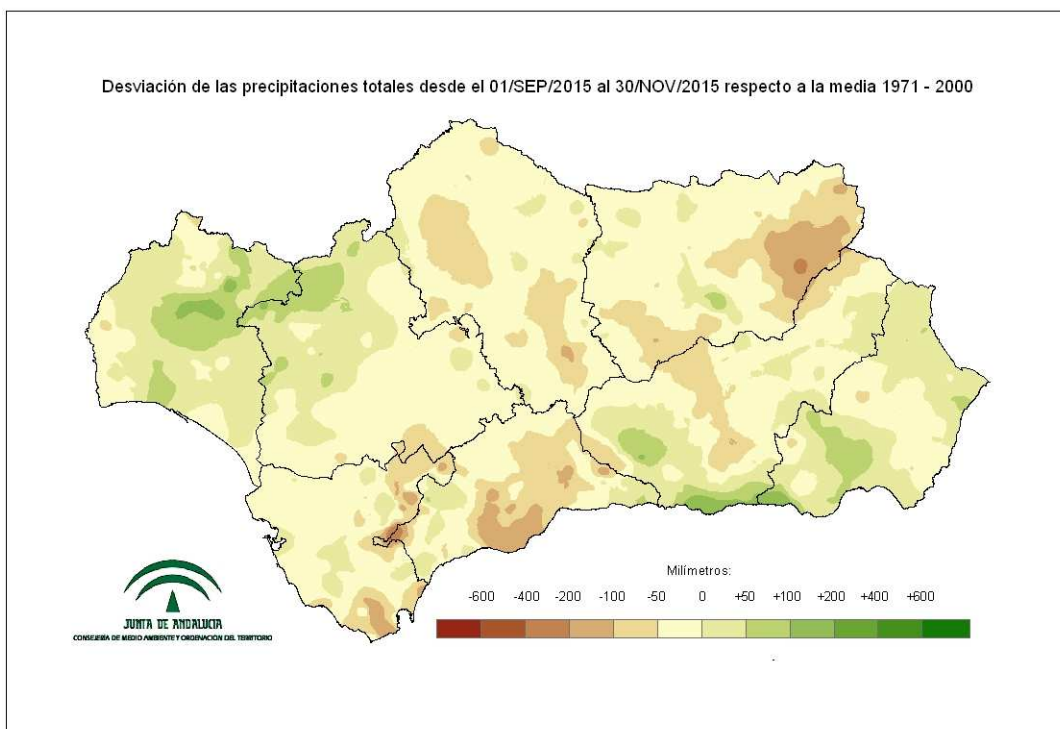 Desviación de las precipitaciones totales desde el 01/SEP/2015 al 30/NOV/2015 respecto a la media 1971 - 2000
Milímetros:
-600 -400 -200 -100 -50 0 +50 +100 +200 +400 +600
JUNTA DE ANDALUCIA
CONSEJERÍA DE MEDIO AMBIENTE Y ORDENACIÓN DEL TERRITORIO